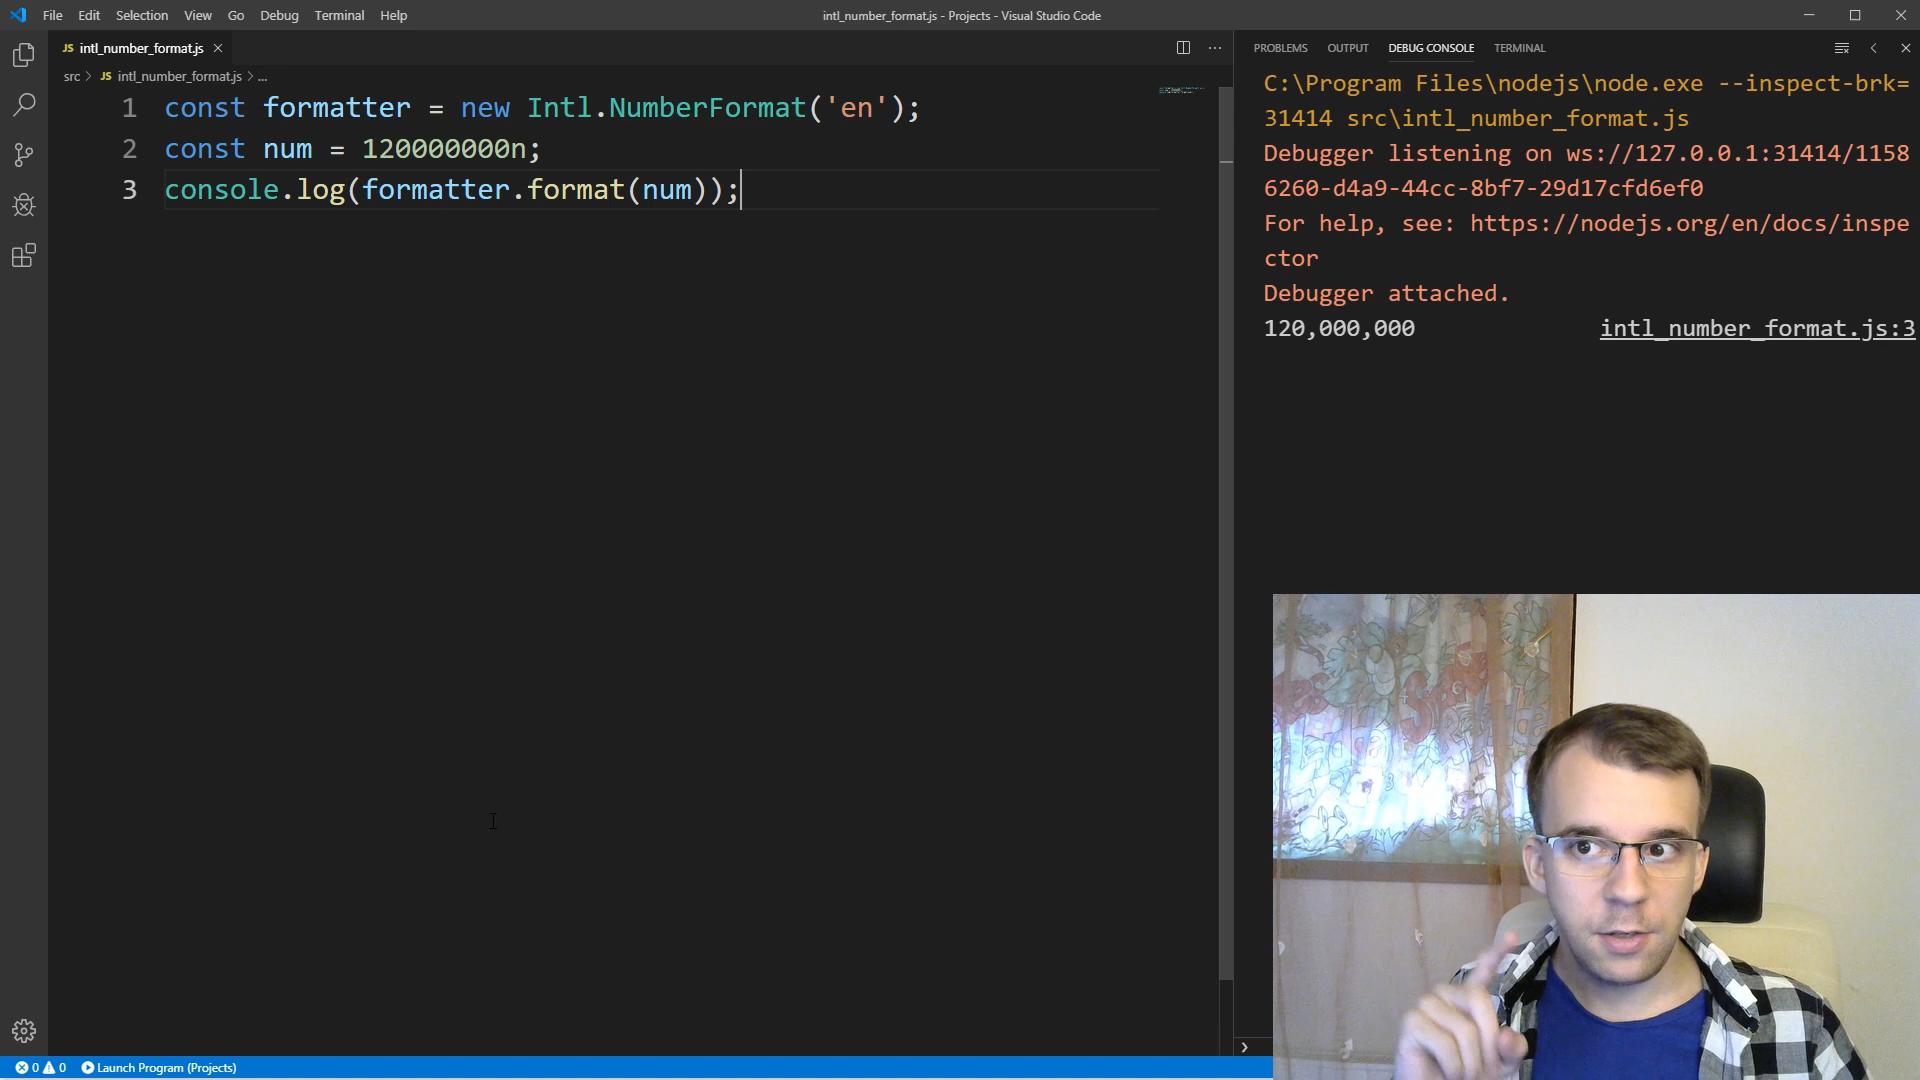 File Edit Selection View Go Debug Terminal Help
intl_number_format.js - Projects - Visual Studio Code
JS intl_number_format.js
src > JS intl_number_format.js > ...
1 const formatter = new Intl.NumberFormat('en');
2 const num = 120000000n;
3 console.log(formatter.format(num));
PROBLEMS OUTPUT DEBUG CONSOLE TERMINAL
C:\Program Files\nodejs\node.exe --inspect-brk=
31414 src\intl_number_format.js
Debugger listening on ws://127.0.0.1:31414/1158
6260-d4a9-44cc-8bf7-29d17cfd6ef0
For help, see: https://nodejs.org/en/docs/inspe
ctor
Debugger attached.
120,000,000 intl_number_format.js:3
0 0 Launch Program (Projects)